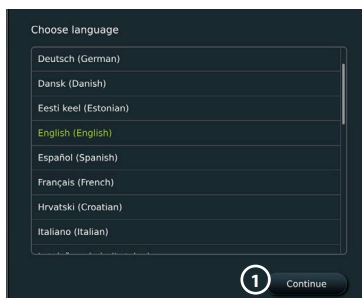 Choose language
Deutsch (German)
Dansk (Danish)
Eesti keel (Estonian)
English (English)
Español (Spanish)
Français (French)
Hrvatski (Croatian)
Italiano (Italian)
1 Continue